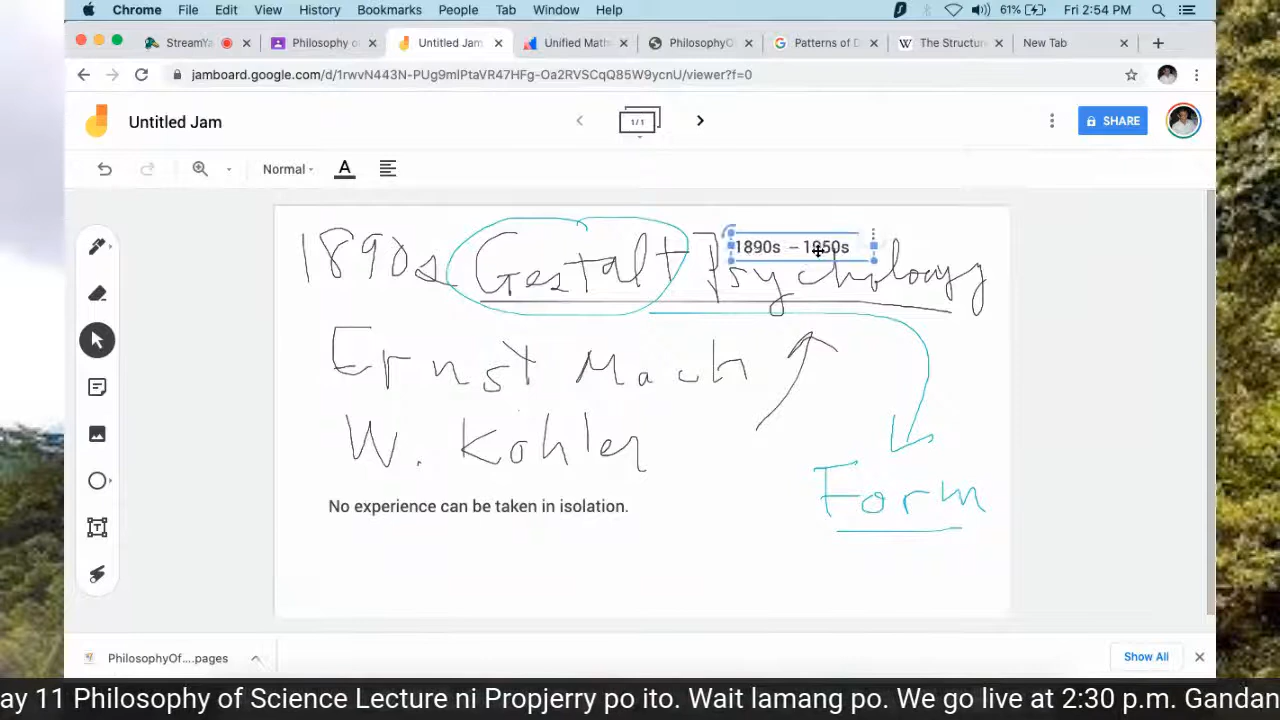 Chrome File Edit View History Bookmarks People Tab Window Help 61% Fri 2:54 PM
StreamYa Philosophy of Untitled Jam Unified Math PhilosophyO Patterns of D The Structure New Tab
jamboard.google.com/d/1rwvN443N-PUg9mlPtaVR47HFg-Oa2RVSCqQ85W9ycnU/viewer?f=0
Untitled Jam 1/1 SHARE
Normal A
1890s – 1950s
1890s Gestalt Psychology
Ernst Mach
W. Kohler
Form
No experience can be taken in isolation.
PhilosophyOf....pages Show All
ay 11 Philosophy of Science Lecture ni Propjerry po ito. Wait lamang po. We go live at 2:30 p.m. Gandan